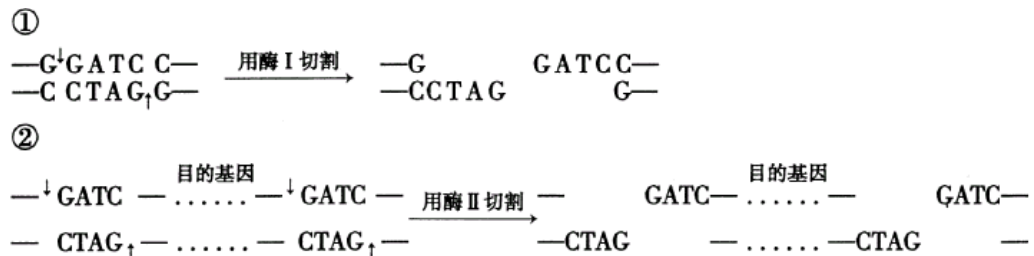 ①
—G↓GATC C— 用酶Ⅰ切割 —G GATCC—
—C CTAG↑G— —CCTAG G—
②
目的基因 目的基因
—↓GATC —……—↓GATC — 用酶Ⅱ切割 — GATC—……— GATC—
— CTAG↑—……— CTAG↑— —CTAG —……—CTAG —